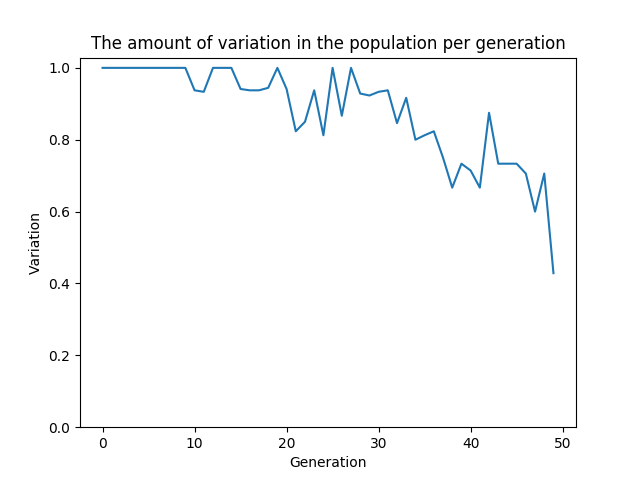 The amount of variation in the population per generation
1.0
0.8
0.6
0.4
0.2
0.0
Variation
0 10 20 30 40 50
Generation